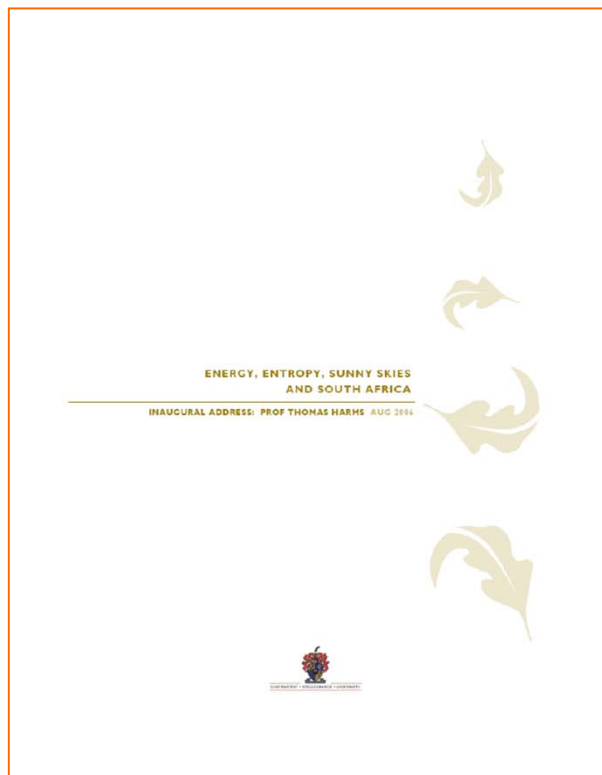 ENERGY, ENTROPY, SUNNY SKIES
AND SOUTH AFRICA
INAUGURAL ADDRESS: PROF THOMAS HARMS AUG 2006